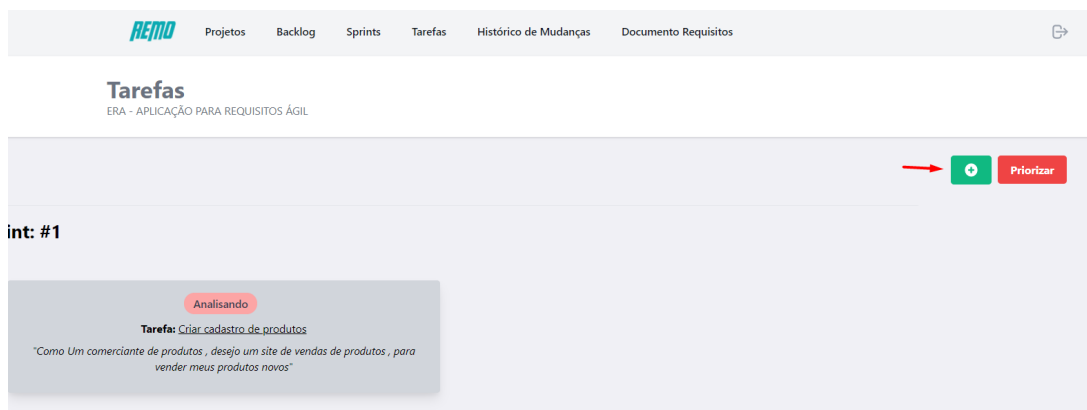 REMO Projetos Backlog Sprints Tarefas Histórico de Mudanças Documento Requisitos
Tarefas
ERA - APLICAÇÃO PARA REQUISITOS ÁGIL
Priorizar
int: #1
Analisando
Tarefa: Criar cadastro de produtos
"Como Um comerciante de produtos , desejo um site de vendas de produtos , para
vender meus produtos novos"